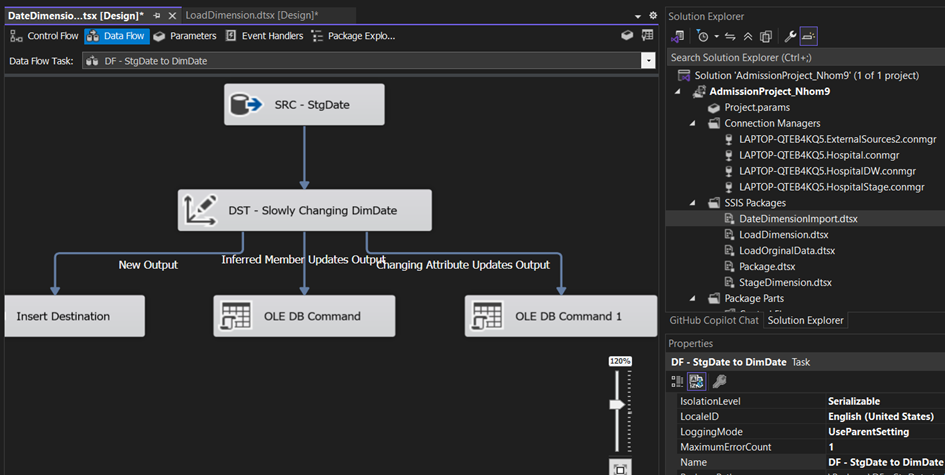 DateDimensio...tsx [Design]*
LoadDimension.dtsx [Design]*
Control Flow
Data Flow
Parameters
Event Handlers
Package Explo...
Data Flow Task:
DF - StgDate to DimDate
SRC - StgDate
DST - Slowly Changing DimDate
New Output
Inferred Member Updates Output
Changing Attribute Updates Output
Insert Destination
OLE DB Command
OLE DB Command 1
120%
Solution Explorer
Search Solution Explorer (Ctrl+;)
Solution 'AdmissionProject_Nhom9' (1 of 1 project)
AdmissionProject_Nhom9
Project.params
Connection Managers
LAPTOP-QTEB4KQ5.ExternalSources2.conmgr
LAPTOP-QTEB4KQ5.Hospital.conmgr
LAPTOP-QTEB4KQ5.HospitalDW.conmgr
LAPTOP-QTEB4KQ5.HospitalStage.conmgr
SSIS Packages
DateDimensionImport.dtsx
LoadDimension.dtsx
LoadOrginalData.dtsx
Package.dtsx
StageDimension.dtsx
Package Parts
GitHub Copilot Chat
Solution Explorer
Properties
DF - StgDate to DimDate Task
IsolationLevel Serializable
LocaleID English (United States)
LoggingMode UseParentSetting
MaximumErrorCount 1
Name DF - StgDate to DimDate